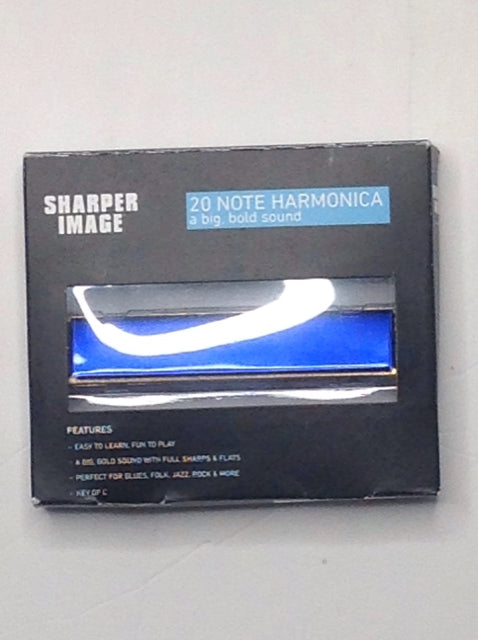 SHARPER
IMAGE
20 NOTE HARMONICA
a big, bold sound
FEATURES
- EASY TO LEARN, FUN TO PLAY
- A BIG, BOLD SOUND WITH FULL SHARPS & FLATS
- PERFECT FOR BLUES, FOLK, JAZZ, ROCK & MORE
- KEY OF C